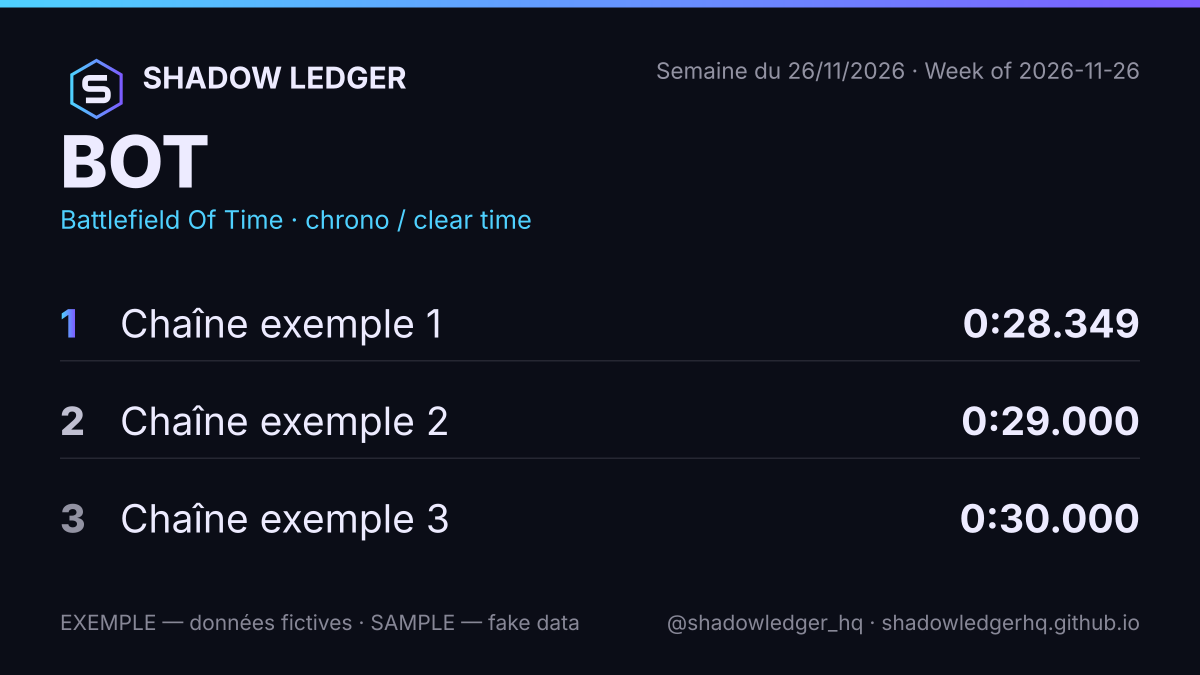 SHADOW LEDGER
Semaine du 26/11/2026 · Week of 2026-11-26
BOT
Battlefield Of Time · chrono / clear time
1 Chaîne exemple 1 0:28.349
2 Chaîne exemple 2 0:29.000
3 Chaîne exemple 3 0:30.000
EXEMPLE — données fictives · SAMPLE — fake data
@shadowledger_hq · shadowledgerhq.github.io